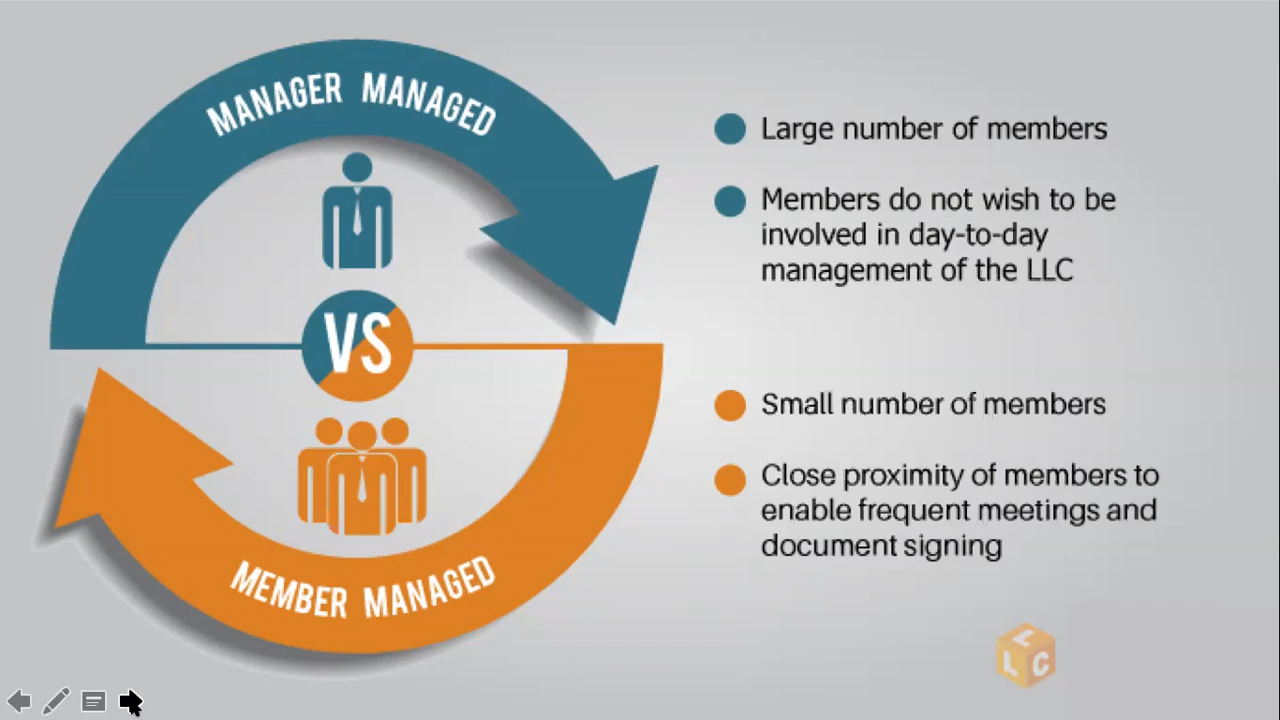 MANAGER MANAGED
VS
MEMBER MANAGED
Large number of members
Members do not wish to be
involved in day-to-day
management of the LLC
Small number of members
Close proximity of members to
enable frequent meetings and
document signing
L
L C